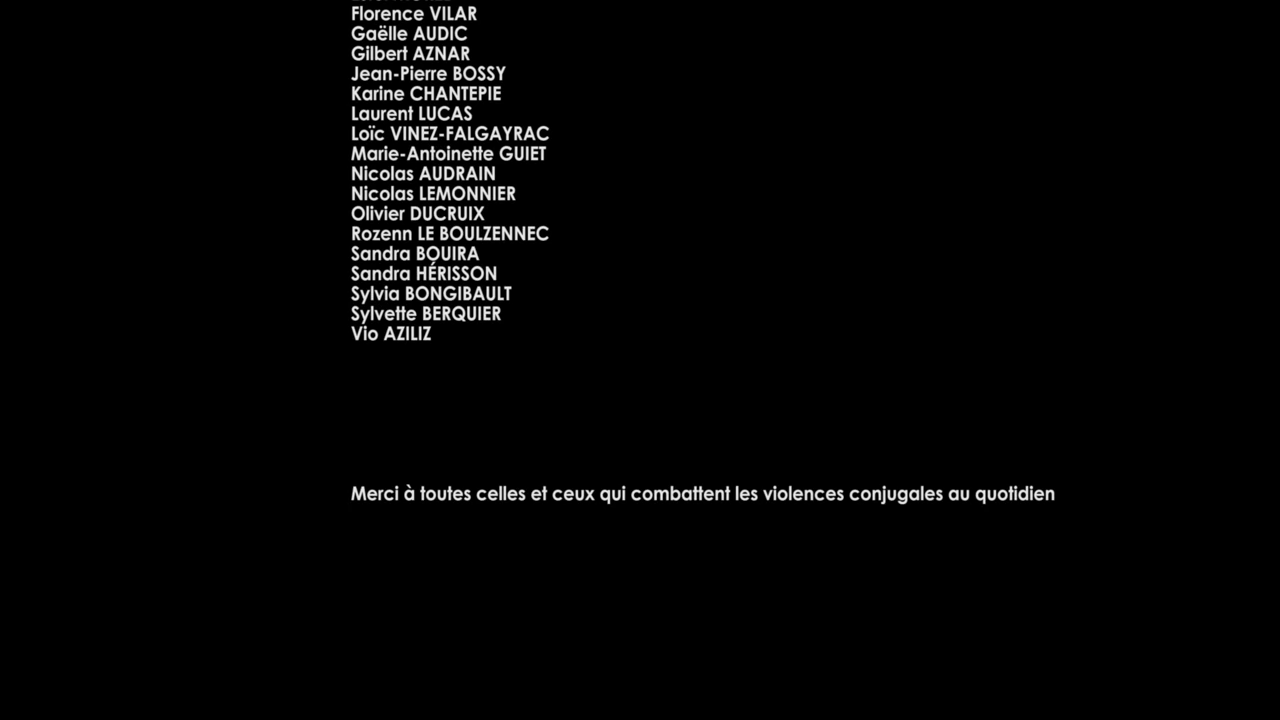 Florence VILAR
Gaëlle AUDIC
Gilbert AZNAR
Jean-Pierre BOSSY
Karine CHANTEPIE
Laurent LUCAS
Loïc VINEZ-FALGAYRAC
Marie-Antoinette GUIET
Nicolas AUDRAIN
Nicolas LEMONNIER
Olivier DUCRUIX
Rozenn LE BOULZENNEC
Sandra BOUIRA
Sandra HÉRISSON
Sylvia BONGIBAULT
Sylvette BERQUIER
Vio AZILIZ
Merci à toutes celles et ceux qui combattent les violences conjugales au quotidien